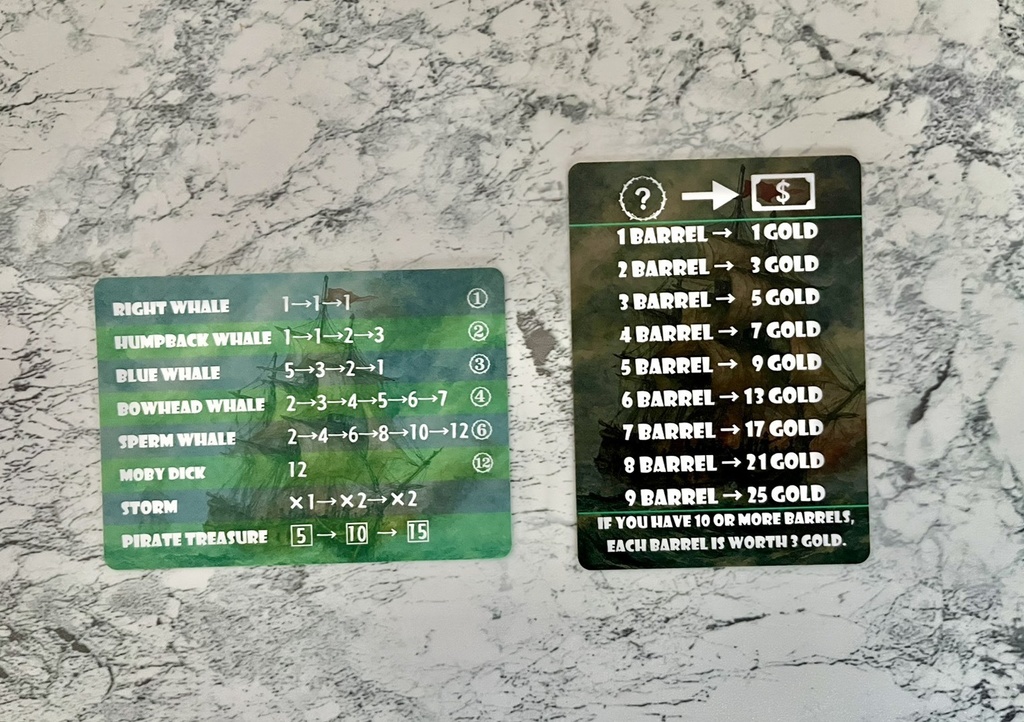 RIGHT WHALE 1→1→1 ①
HUMPBACK WHALE 1→1→2→3 ②
BLUE WHALE 5→3→2→1 ③
BOWHEAD WHALE 2→3→4→5→6→7 ④
SPERM WHALE 2→4→6→8→10→12 ⑥
MOBY DICK 12 ⑫
STORM ×1→×2→×2
PIRATE TREASURE 5 → 10 → 15
? → $
1 BARREL → 1 GOLD
2 BARREL → 3 GOLD
3 BARREL → 5 GOLD
4 BARREL → 7 GOLD
5 BARREL → 9 GOLD
6 BARREL → 13 GOLD
7 BARREL → 17 GOLD
8 BARREL → 21 GOLD
9 BARREL → 25 GOLD
IF YOU HAVE 10 OR MORE BARRELS,
EACH BARREL IS WORTH 3 GOLD.